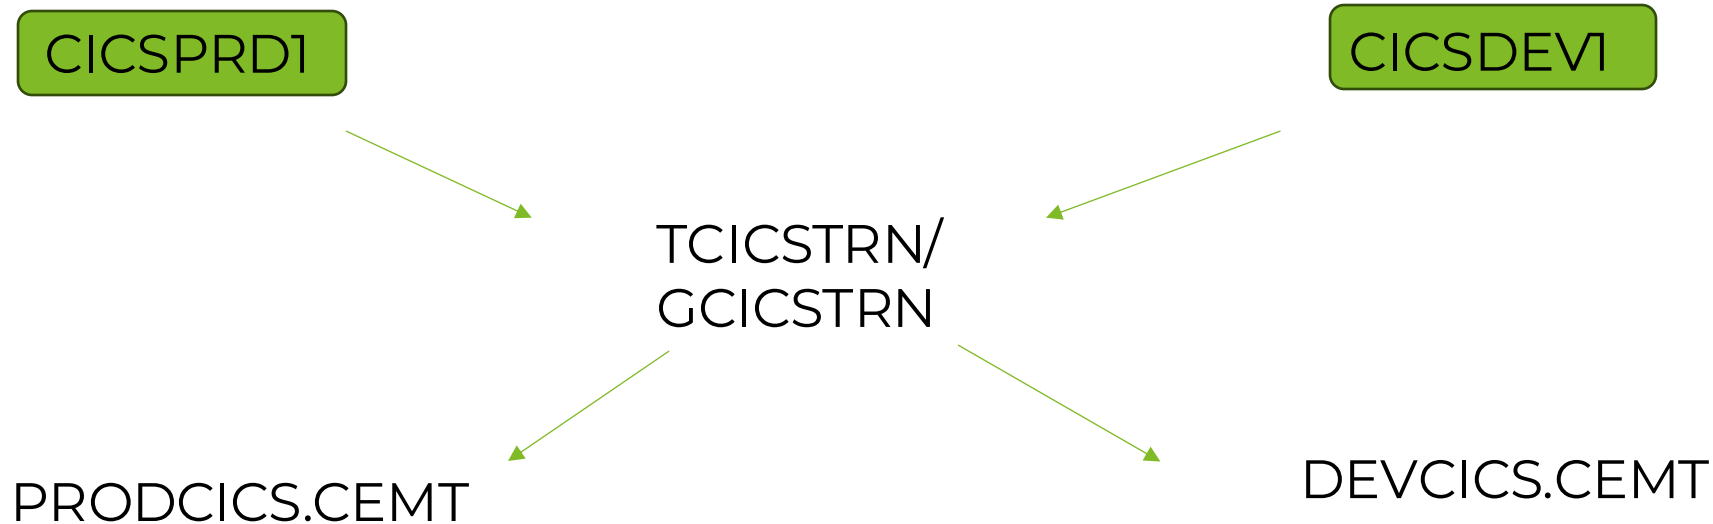 CICSPRD1
CICSDEV1
TCICSTRN/
GCICSTRN
PRODCICS.CEMT
DEVCICS.CEMT